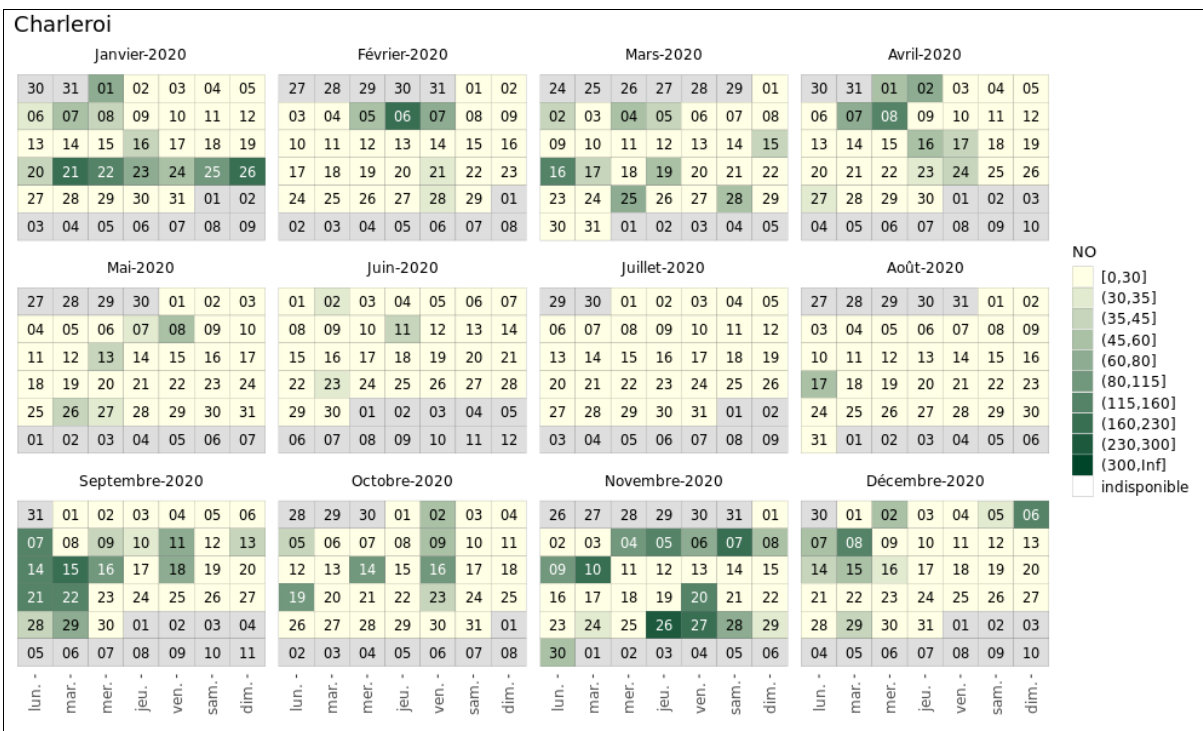 Charleroi
Janvier-2020 Février-2020 Mars-2020 Avril-2020
30 31 01 02 03 04 05 27 28 29 30 31 01 02 24 25 26 27 28 29 01 30 31 01 02 03 04 05
06 07 08 09 10 11 12 03 04 05 06 07 08 09 02 03 04 05 06 07 08 06 07 08 09 10 11 12
13 14 15 16 17 18 19 10 11 12 13 14 15 16 09 10 11 12 13 14 15 13 14 15 16 17 18 19
20 21 22 23 24 25 26 17 18 19 20 21 22 23 16 17 18 19 20 21 22 20 21 22 23 24 25 26
27 28 29 30 31 01 02 24 25 26 27 28 29 01 23 24 25 26 27 28 29 27 28 29 30 01 02 03
03 04 05 06 07 08 09 02 03 04 05 06 07 08 30 31 01 02 03 04 05 04 05 06 07 08 09 10
Mai-2020 Juin-2020 Juillet-2020 Août-2020
27 28 29 30 01 02 03 01 02 03 04 05 06 07 29 30 01 02 03 04 05 27 28 29 30 31 01 02
04 05 06 07 08 09 10 08 09 10 11 12 13 14 06 07 08 09 10 11 12 03 04 05 06 07 08 09
11 12 13 14 15 16 17 15 16 17 18 19 20 21 13 14 15 16 17 18 19 10 11 12 13 14 15 16
18 19 20 21 22 23 24 22 23 24 25 26 27 28 20 21 22 23 24 25 26 17 18 19 20 21 22 23
25 26 27 28 29 30 31 29 30 01 02 03 04 05 27 28 29 30 31 01 02 24 25 26 27 28 29 30
01 02 03 04 05 06 07 06 07 08 09 10 11 12 03 04 05 06 07 08 09 31 01 02 03 04 05 06
Septembre-2020 Octobre-2020 Novembre-2020 Décembre-2020
31 01 02 03 04 05 06 28 29 30 01 02 03 04 26 27 28 29 30 31 01 30 01 02 03 04 05 06
07 08 09 10 11 12 13 05 06 07 08 09 10 11 02 03 04 05 06 07 08 07 08 09 10 11 12 13
14 15 16 17 18 19 20 12 13 14 15 16 17 18 09 10 11 12 13 14 15 14 15 16 17 18 19 20
21 22 23 24 25 26 27 19 20 21 22 23 24 25 16 17 18 19 20 21 22 21 22 23 24 25 26 27
28 29 30 01 02 03 04 26 27 28 29 30 31 01 23 24 25 26 27 28 29 28 29 30 31 01 02 03
05 06 07 08 09 10 11 02 03 04 05 06 07 08 30 01 02 03 04 05 06 04 05 06 07 08 09 10
lun. - mar. - mer. - jeu. - ven. - sam. - dim. - lun. - mar. - mer. - jeu. - ven. - sam. - dim. - lun. - mar. - mer. - jeu. - ven. - sam. - dim. - lun. - mar. - mer. - jeu. - ven. - sam. - dim. -
NO
[0,30]
(30,35]
(35,45]
(45,60]
(60,80]
(80,115]
(115,160]
(160,230]
(230,300]
(300,Inf]
indisponible